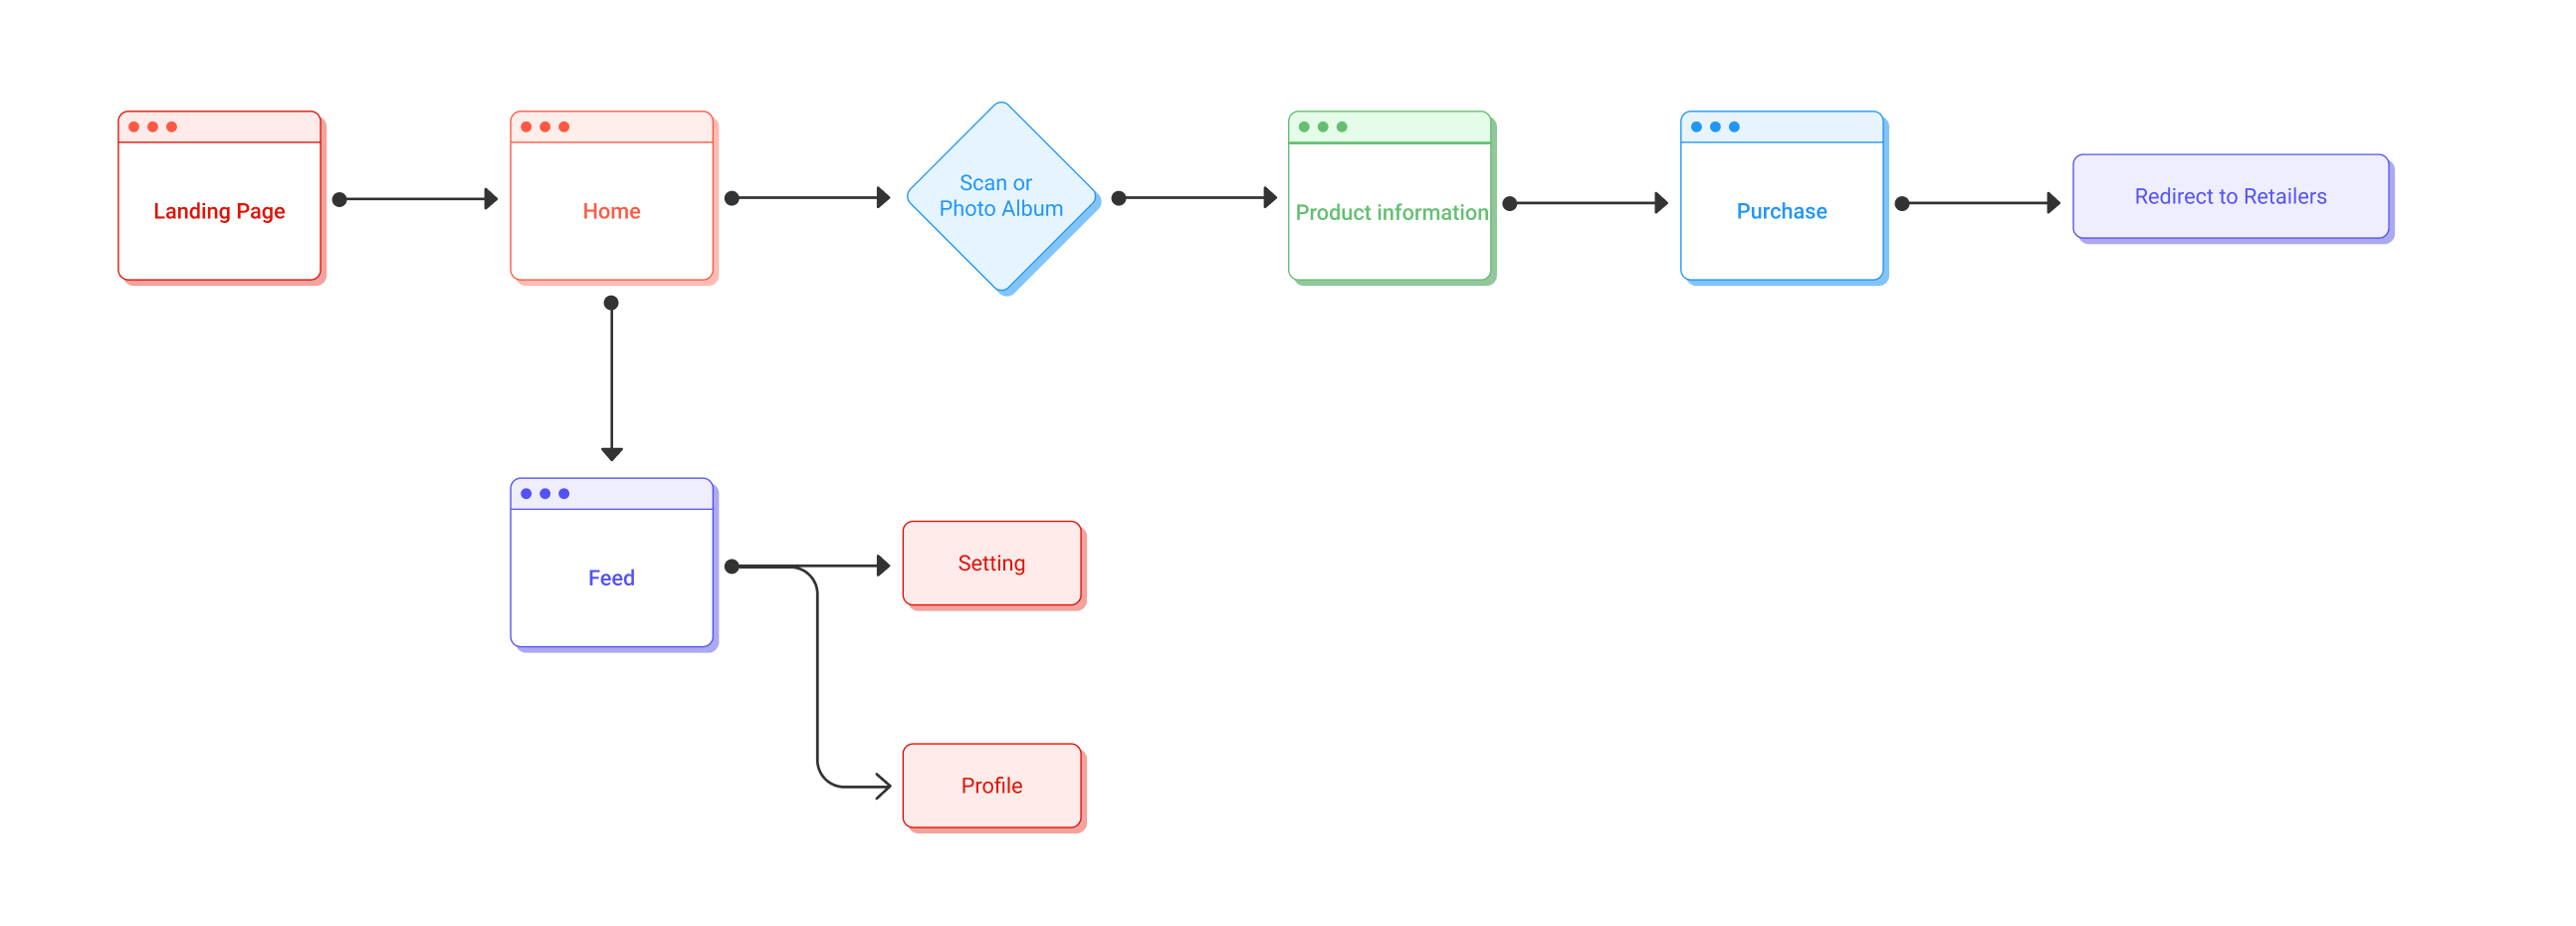 Landing Page
Home
Scan or
Photo Album
Product information
Purchase
Redirect to Retailers
Feed
Setting
Profile